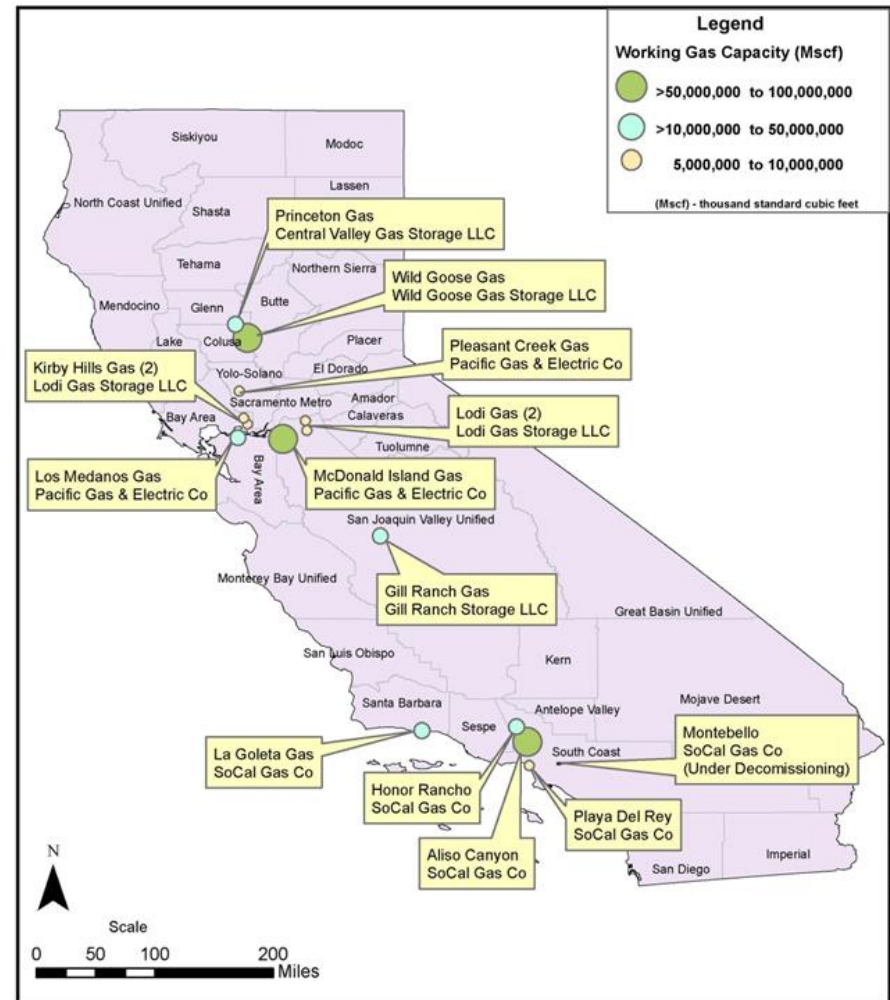 Legend
Working Gas Capacity (Mscf)
>50,000,000 to 100,000,000
>10,000,000 to 50,000,000
5,000,000 to 10,000,000
(Mscf) - thousand standard cubic feet
Siskiyou
Modoc
Lassen
North Coast Unified
Shasta
Princeton Gas
Central Valley Gas Storage LLC
Tehama
Northern Sierra
Wild Goose Gas
Wild Goose Gas Storage LLC
Mendocino
Glenn
Butte
Lake
Colusa
Placer
Pleasant Creek Gas
Pacific Gas & Electric Co
Kirby Hills Gas (2)
Lodi Gas Storage LLC
Yolo-Solano
El Dorado
Sacramento Metro
Amador
Calaveras
Lodi Gas (2)
Lodi Gas Storage LLC
Bay Area
Tuolumne
Los Medanos Gas
Pacific Gas & Electric Co
Bay Area
McDonald Island Gas
Pacific Gas & Electric Co
San Joaquin Valley Unified
Monterey Bay Unified
Gill Ranch Gas
Gill Ranch Storage LLC
Great Basin Unified
San Luis Obispo
Kern
Santa Barbara
Sespe
Antelope Valley
Mojave Desert
La Goleta Gas
SoCal Gas Co
South Coast
Montebello
SoCal Gas Co
(Under Decomissioning)
Honor Rancho
SoCal Gas Co
Playa Del Rey
SoCal Gas Co
Aliso Canyon
SoCal Gas Co
San Diego
Imperial
N
Scale
0 50 100 200
Miles